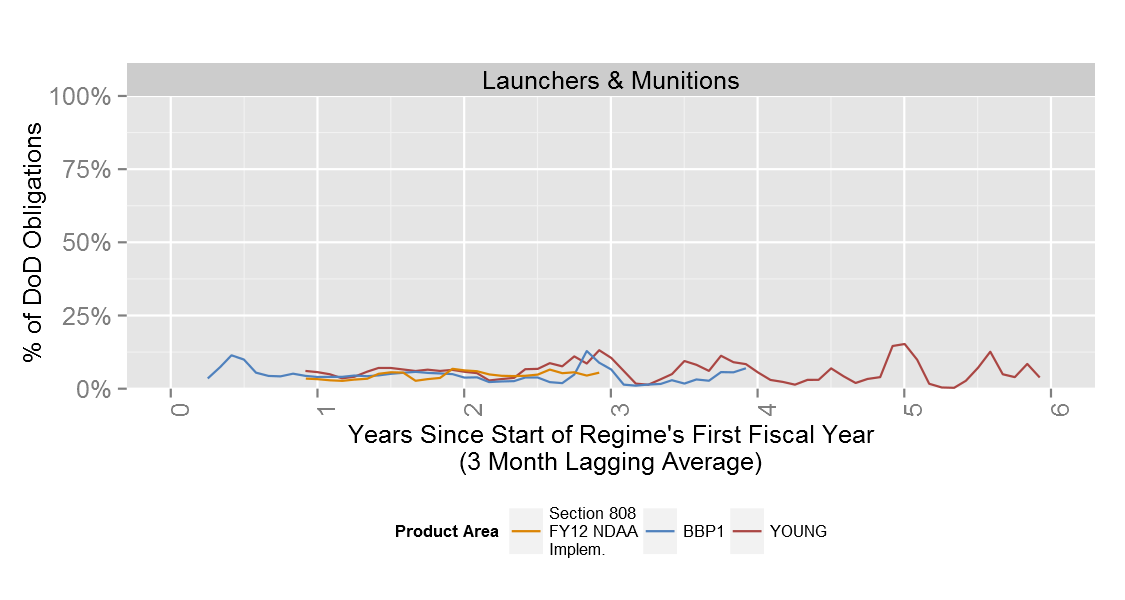 Launchers & Munitions
100%
75%
50%
25%
0%
% of DoD Obligations
0
1
2
3
4
5
6
Years Since Start of Regime's First Fiscal Year
(3 Month Lagging Average)
Product Area
Section 808
FY12 NDAA
Implem.
BBP1
YOUNG